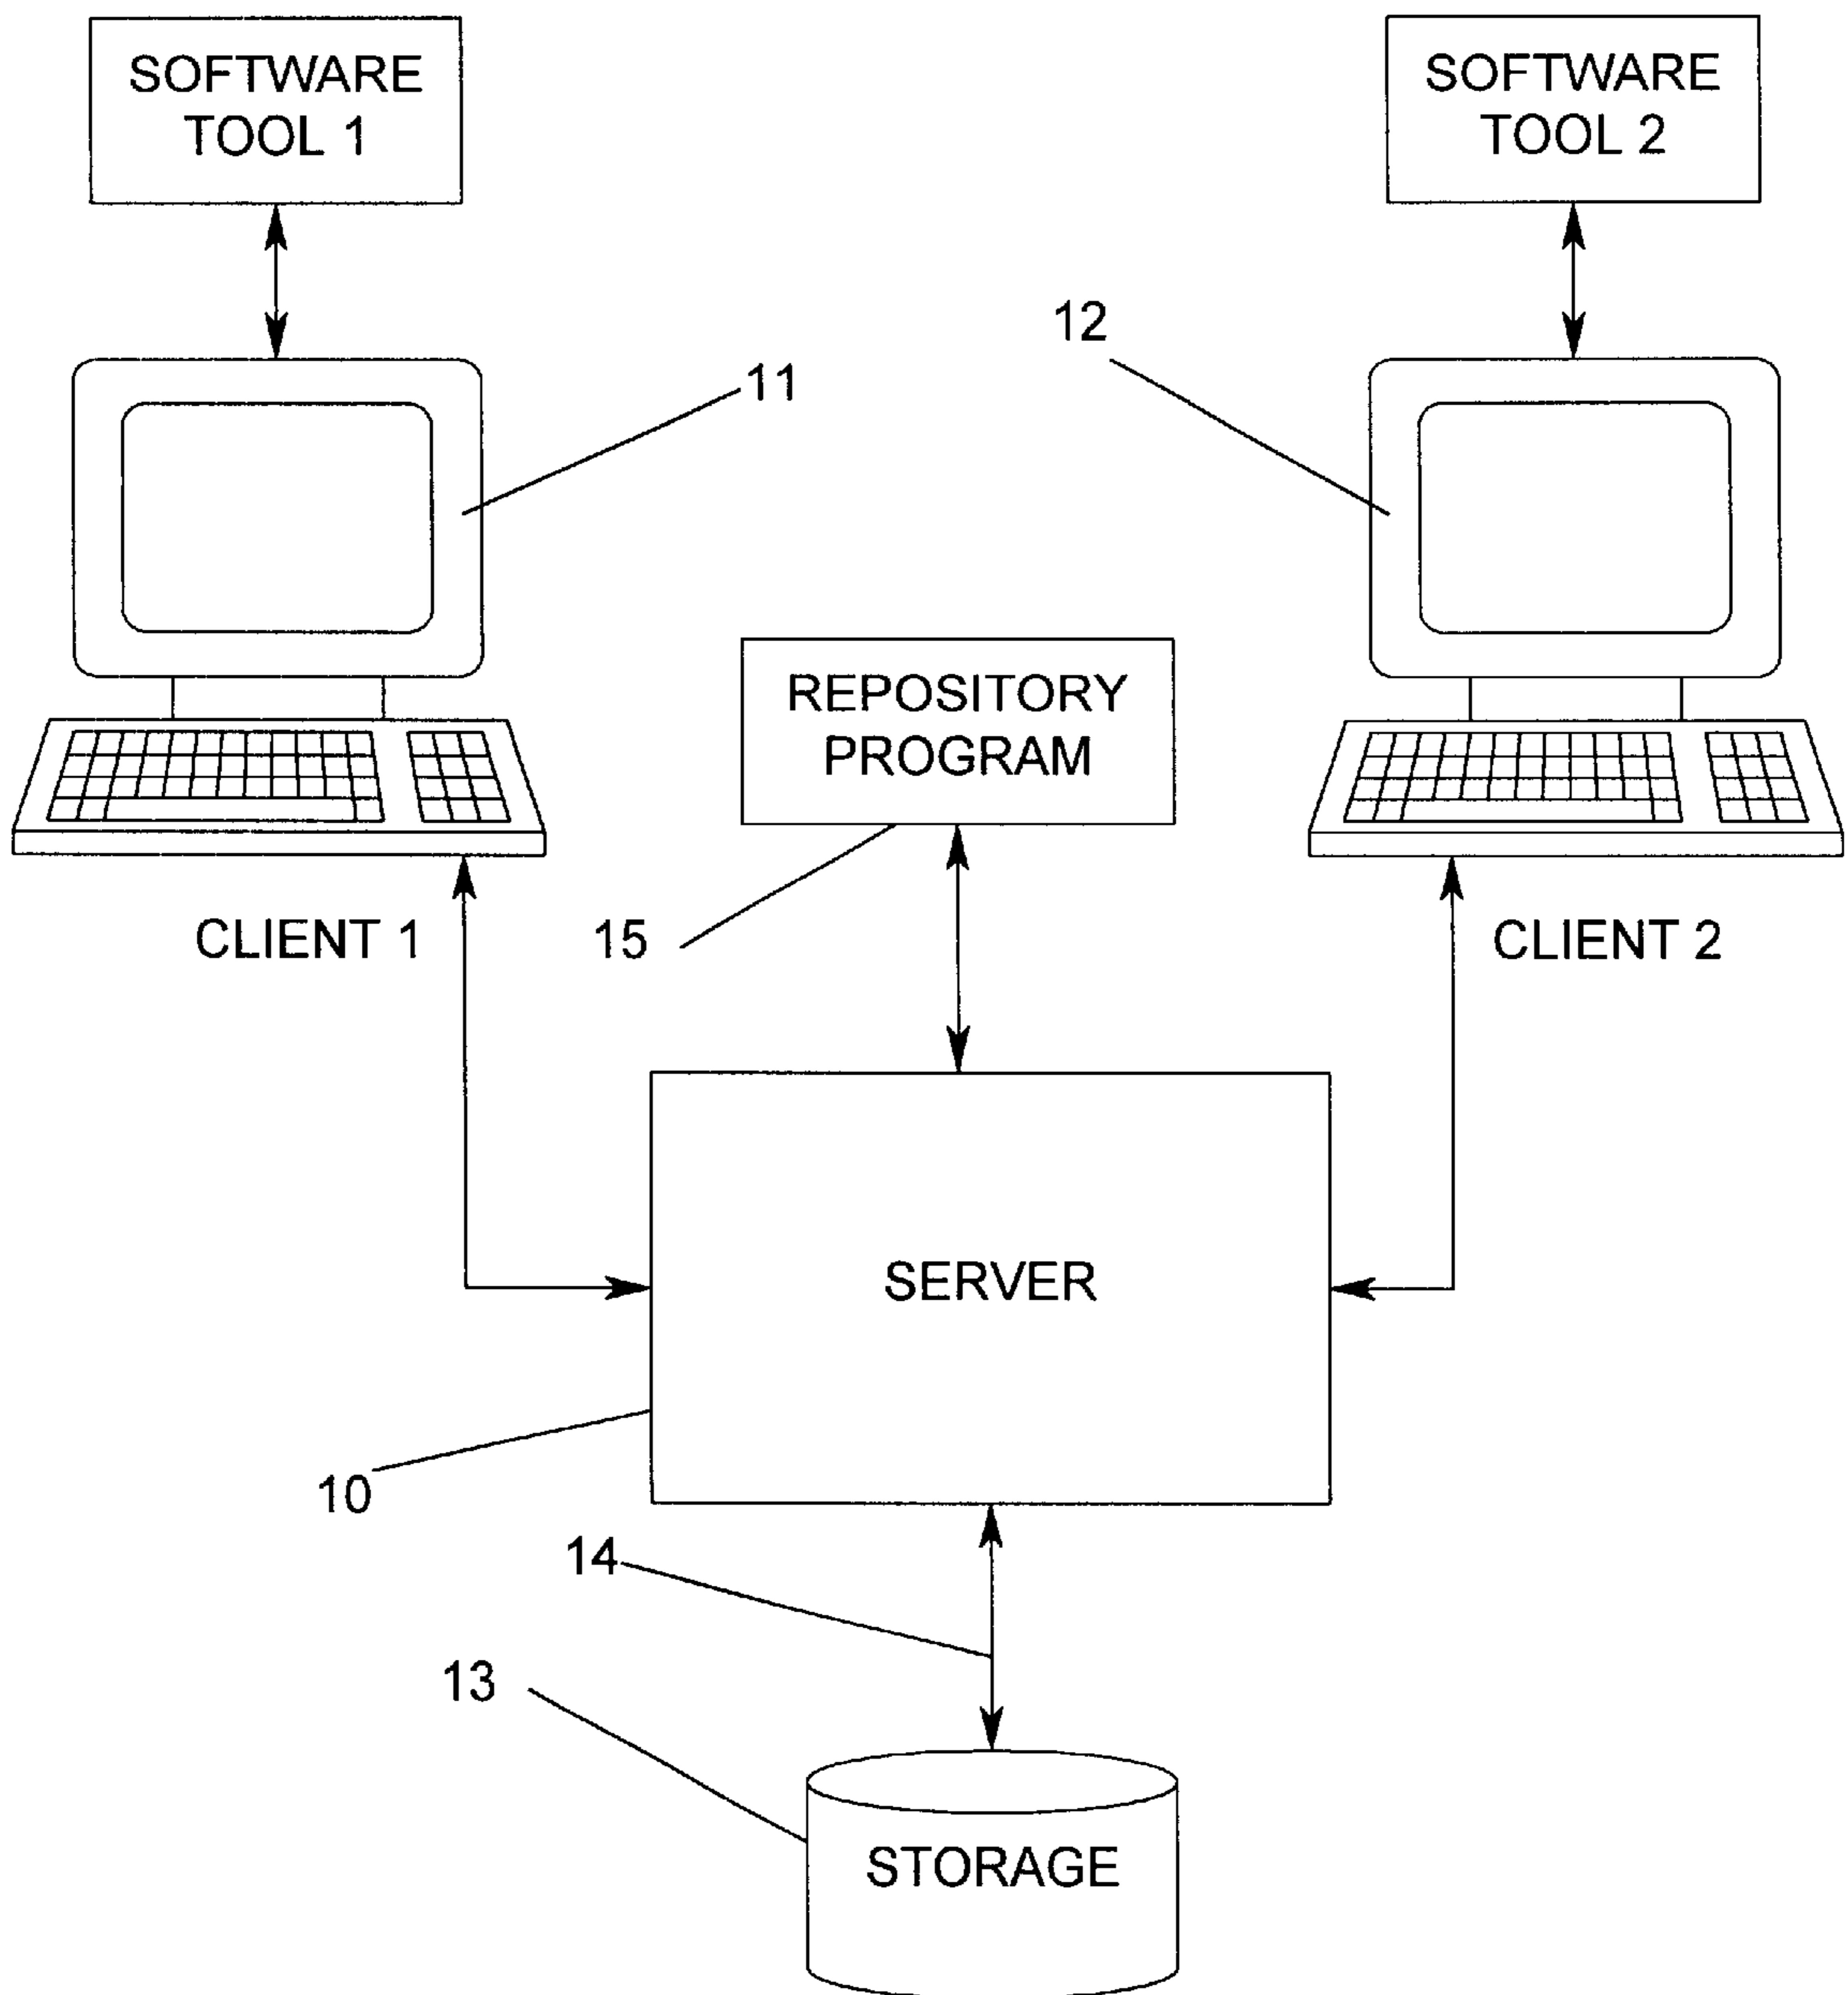 SOFTWARE
TOOL 1
SOFTWARE
TOOL 2
12
11
REPOSITORY
PROGRAM
CLIENT 1
15
CLIENT 2
SERVER
10
14
13
STORAGE